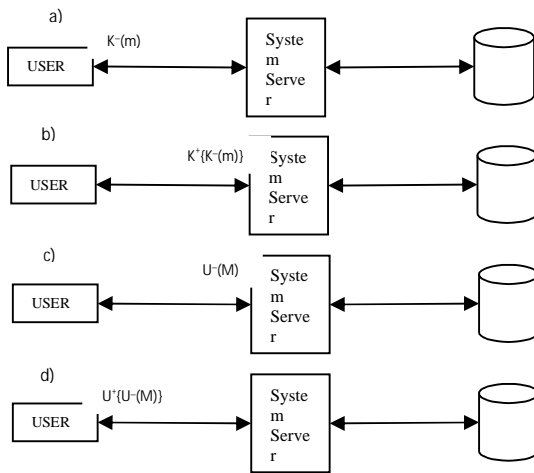 a)
K⁻(m)
USER
Syste
m
Serve
r
b)
K⁺{K⁻(m)}
USER
Syste
m
Serve
r
c)
U⁻(M)
USER
Syste
m
Serve
r
d)
U⁺{U⁻(M)}
USER
Syste
m
Serve
r